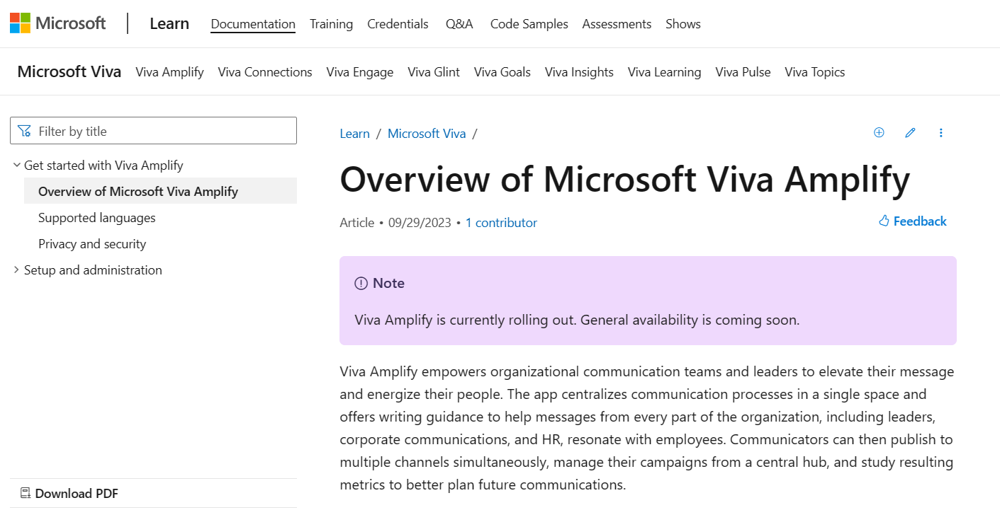 Microsoft Learn Documentation Training Credentials Q&A Code Samples Assessments Shows
Microsoft Viva Viva Amplify Viva Connections Viva Engage Viva Glint Viva Goals Viva Insights Viva Learning Viva Pulse Viva Topics
Filter by title
Get started with Viva Amplify
Overview of Microsoft Viva Amplify
Supported languages
Privacy and security
Setup and administration
Download PDF
Learn / Microsoft Viva /
Overview of Microsoft Viva Amplify
Article • 09/29/2023 • 1 contributor
Feedback
Note
Viva Amplify is currently rolling out. General availability is coming soon.
Viva Amplify empowers organizational communication teams and leaders to elevate their message
and energize their people. The app centralizes communication processes in a single space and
offers writing guidance to help messages from every part of the organization, including leaders,
corporate communications, and HR, resonate with employees. Communicators can then publish to
multiple channels simultaneously, manage their campaigns from a central hub, and study resulting
metrics to better plan future communications.